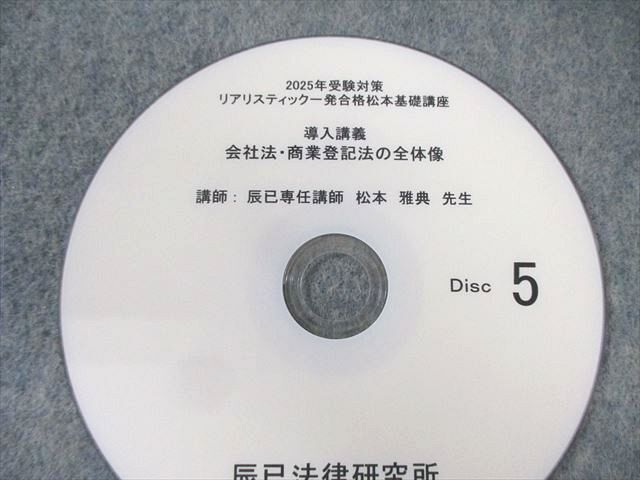 2025年受験対策
リアリスティック一発合格松本基礎講座
導入講義
会社法・商業登記法の全体像
講師： 辰已専任講師 松本 雅典 先生
Disc 5
辰已法律研究所